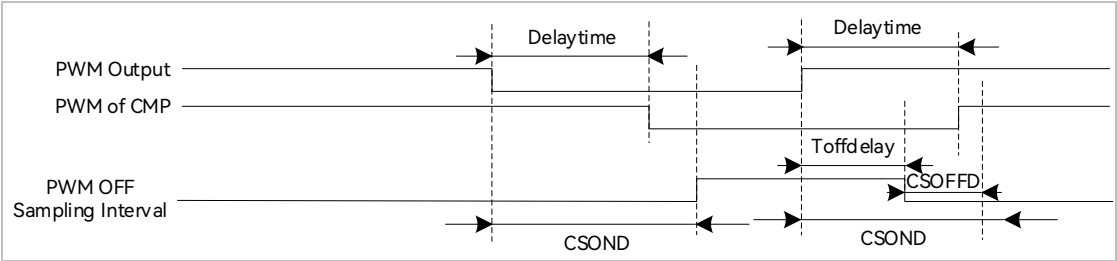 Delaytime
Delaytime
PWM Output
PWM of CMP
Toffdelay
CSOFFD
PWM OFF
Sampling Interval
CSOND
CSOND